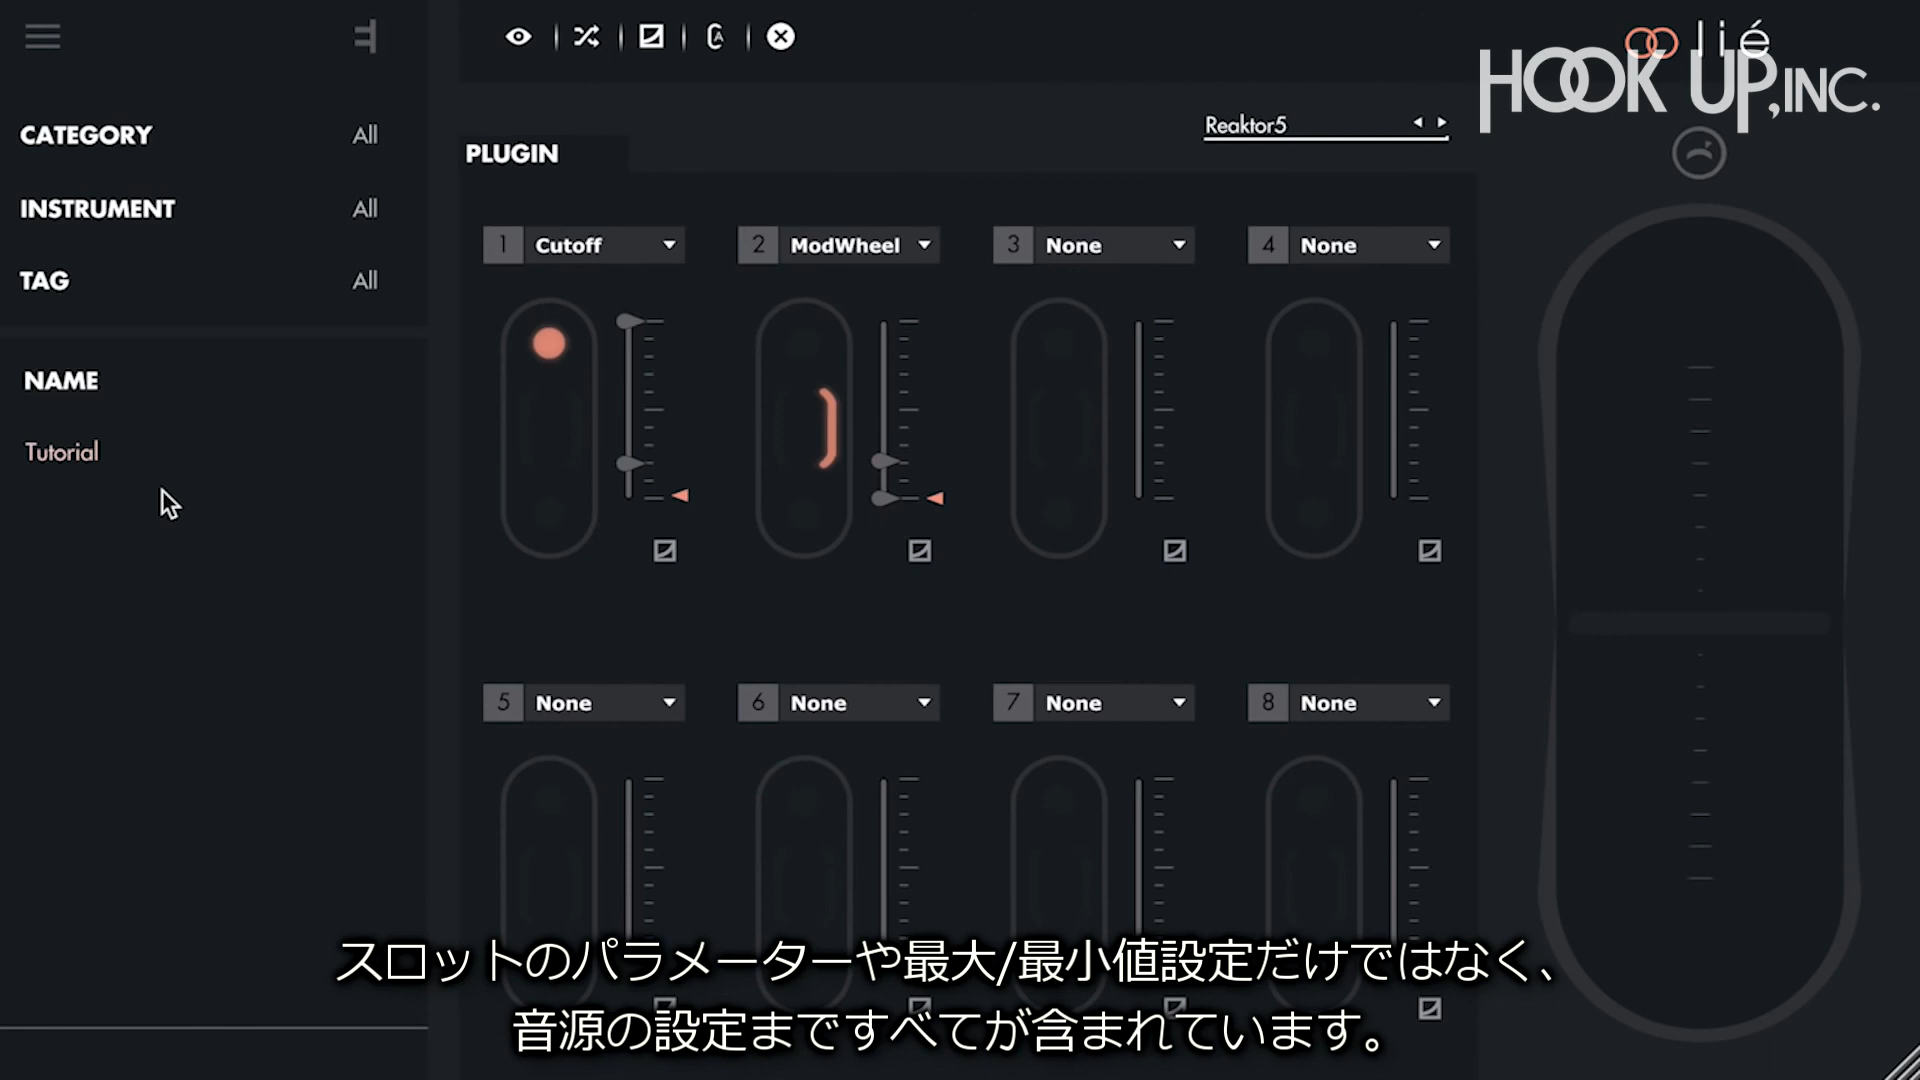 lié
HOOK UP,INC.
CATEGORY All
INSTRUMENT All
TAG All
NAME
Tutorial
Reaktor5
PLUGIN
1 Cutoff
2 ModWheel
3 None
4 None
5 None
6 None
7 None
8 None
スロットのパラメーターや最大/最小値設定だけではなく、
音源の設定まですべてが含まれています。